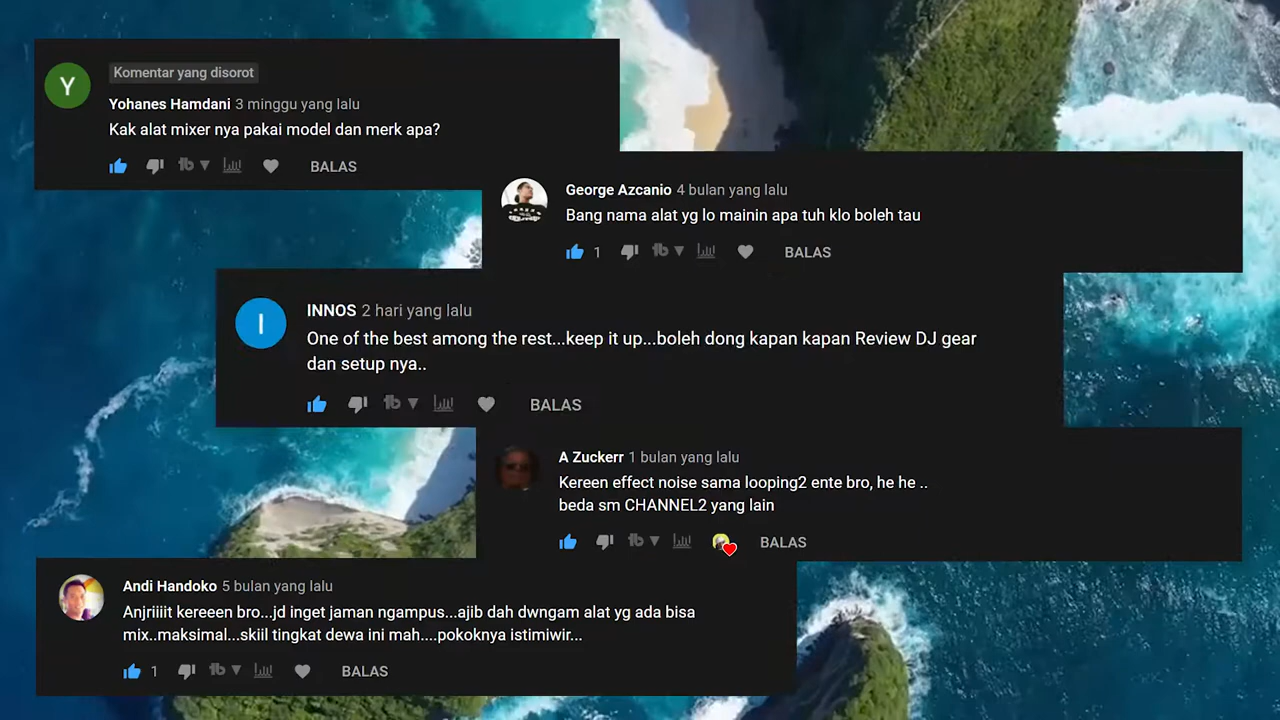 Komentar yang disorot
Y
Yohanes Hamdani 3 minggu yang lalu
Kak alat mixer nya pakai model dan merk apa?
tb
BALAS
George Azcanio 4 bulan yang lalu
Bang nama alat yg lo mainin apa tuh klo boleh tau
1
tb
BALAS
I
INNOS 2 hari yang lalu
One of the best among the rest...keep it up...boleh dong kapan kapan Review DJ gear
dan setup nya..
tb
BALAS
A Zuckerr 1 bulan yang lalu
Kereen effect noise sama looping2 ente bro, he he ..
beda sm CHANNEL2 yang lain
tb
BALAS
Andi Handoko 5 bulan yang lalu
Anjriiiit kereeen bro...jd inget jaman ngampus...ajib dah dwngam alat yg ada bisa
mix..maksimal...skiil tingkat dewa ini mah....pokoknya istimiwir...
1
tb
BALAS